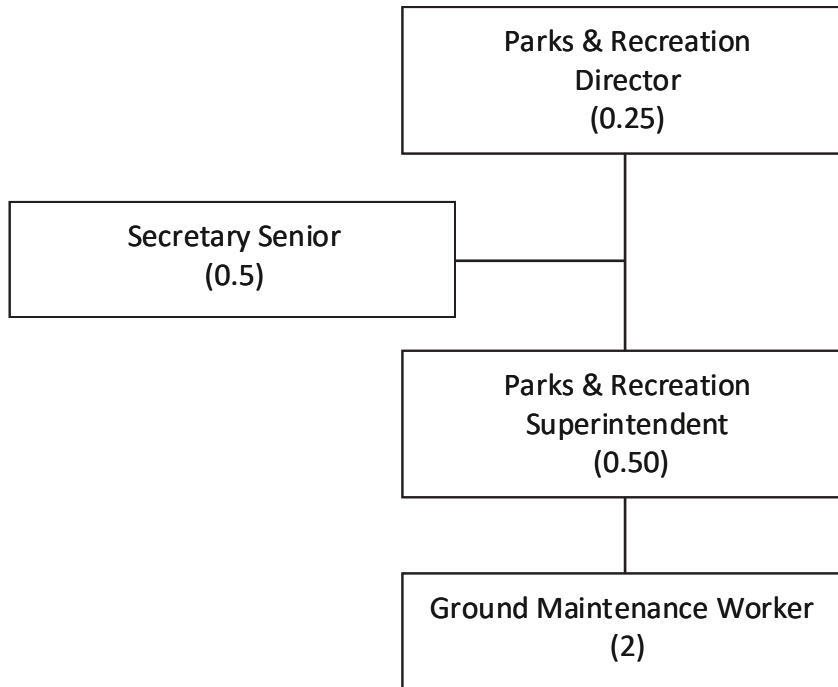 Parks & Recreation
Director
(0.25)
Secretary Senior
(0.5)
Parks & Recreation
Superintendent
(0.50)
Ground Maintenance Worker
(2)